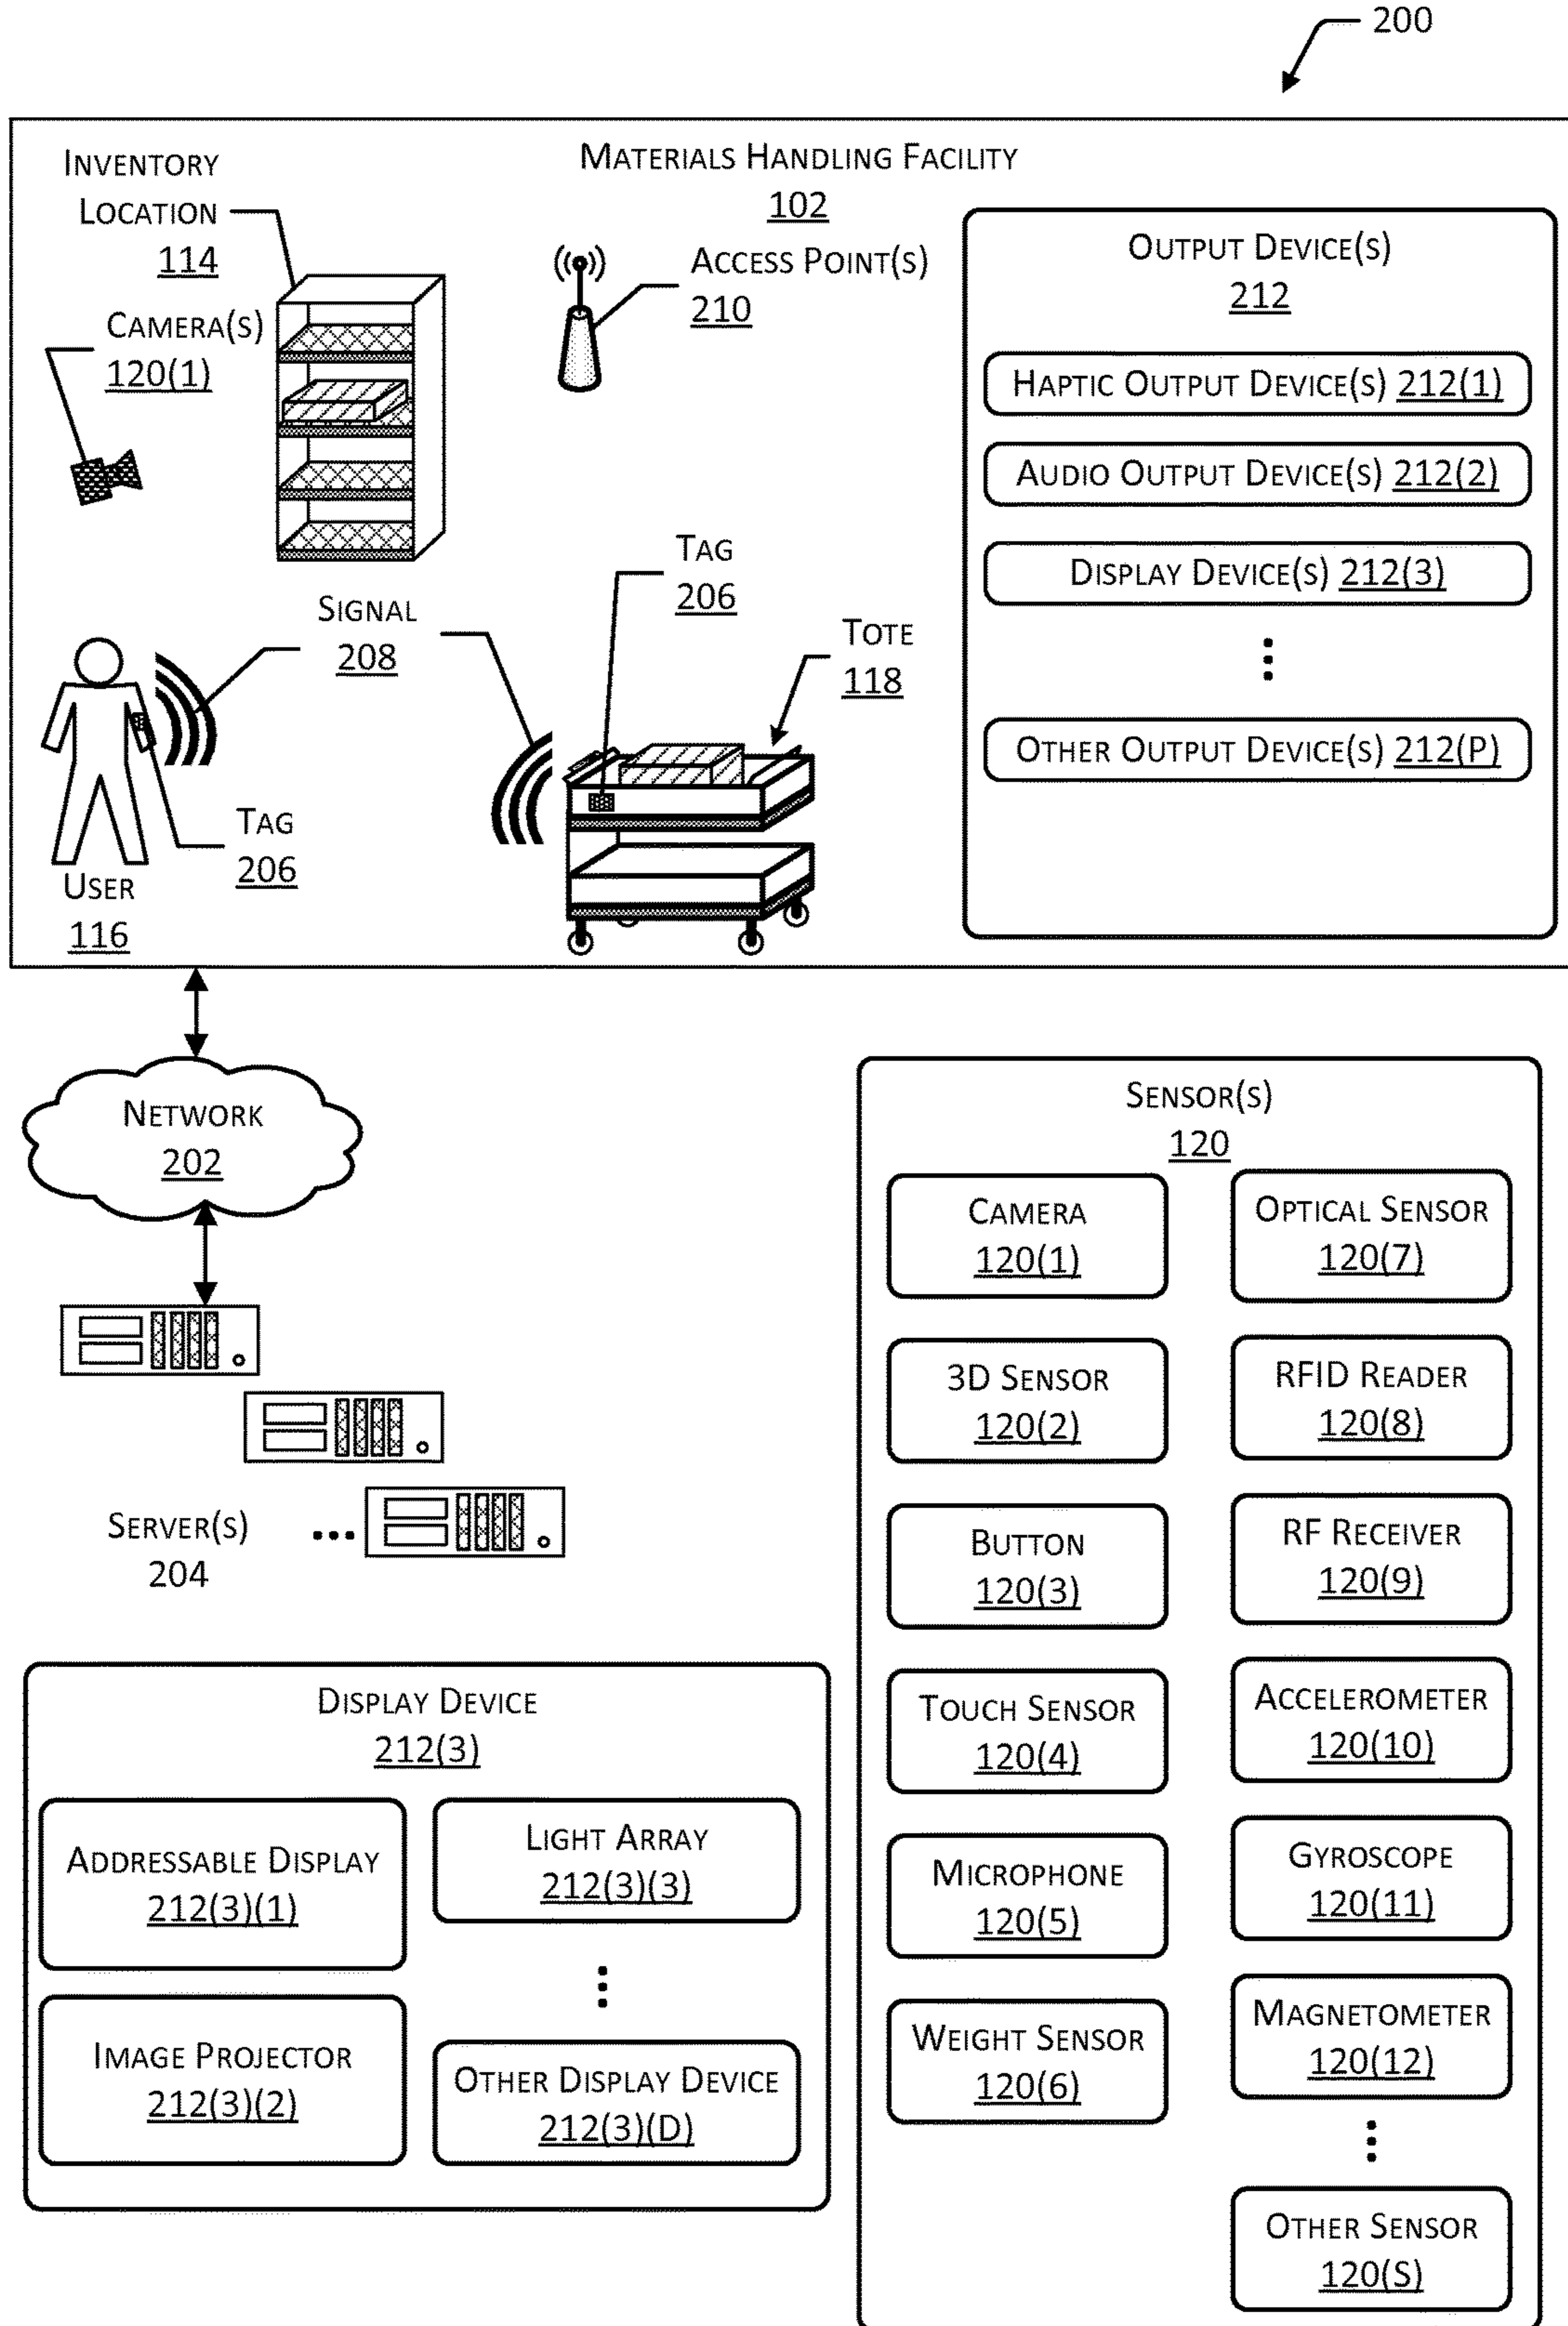 200
INVENTORY
LOCATION
114
MATERIALS HANDLING FACILITY
102
CAMERA(S)
120(1)
ACCESS POINT(S)
210
OUTPUT DEVICE(S)
212
HAPTIC OUTPUT DEVICE(S) 212(1)
AUDIO OUTPUT DEVICE(S) 212(2)
DISPLAY DEVICE(S) 212(3)
OTHER OUTPUT DEVICE(S) 212(P)
TAG
206
SIGNAL
208
TOTE
118
TAG
206
USER
116
NETWORK
202
SERVER(S)
204
SENSOR(S)
120
CAMERA
120(1)
3D SENSOR
120(2)
BUTTON
120(3)
TOUCH SENSOR
120(4)
MICROPHONE
120(5)
WEIGHT SENSOR
120(6)
OPTICAL SENSOR
120(7)
RFID READER
120(8)
RF RECEIVER
120(9)
ACCELEROMETER
120(10)
GYROSCOPE
120(11)
MAGNETOMETER
120(12)
OTHER SENSOR
120(S)
DISPLAY DEVICE
212(3)
ADDRESSABLE DISPLAY
212(3)(1)
IMAGE PROJECTOR
212(3)(2)
LIGHT ARRAY
212(3)(3)
OTHER DISPLAY DEVICE
212(3)(D)